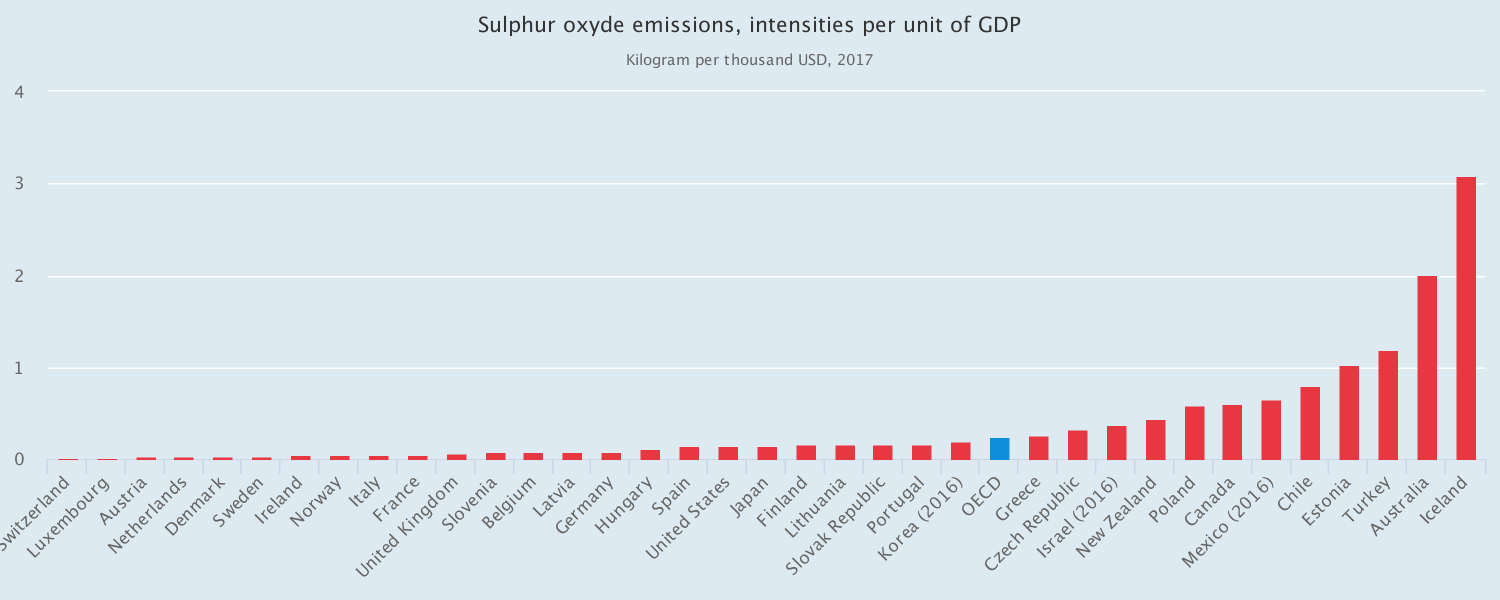 Sulphur oxyde emissions, intensities per unit of GDP
Kilogram per thousand USD, 2017
4
3
2
1
0
Switzerland
Luxembourg
Austria
Netherlands
Denmark
Sweden
Ireland
Norway
Italy
France
United Kingdom
Slovenia
Belgium
Latvia
Germany
Hungary
Spain
United States
Japan
Finland
Lithuania
Slovak Republic
Portugal
Korea (2016)
OECD
Greece
Czech Republic
Israel (2016)
New Zealand
Poland
Canada
Mexico (2016)
Chile
Estonia
Turkey
Australia
Iceland